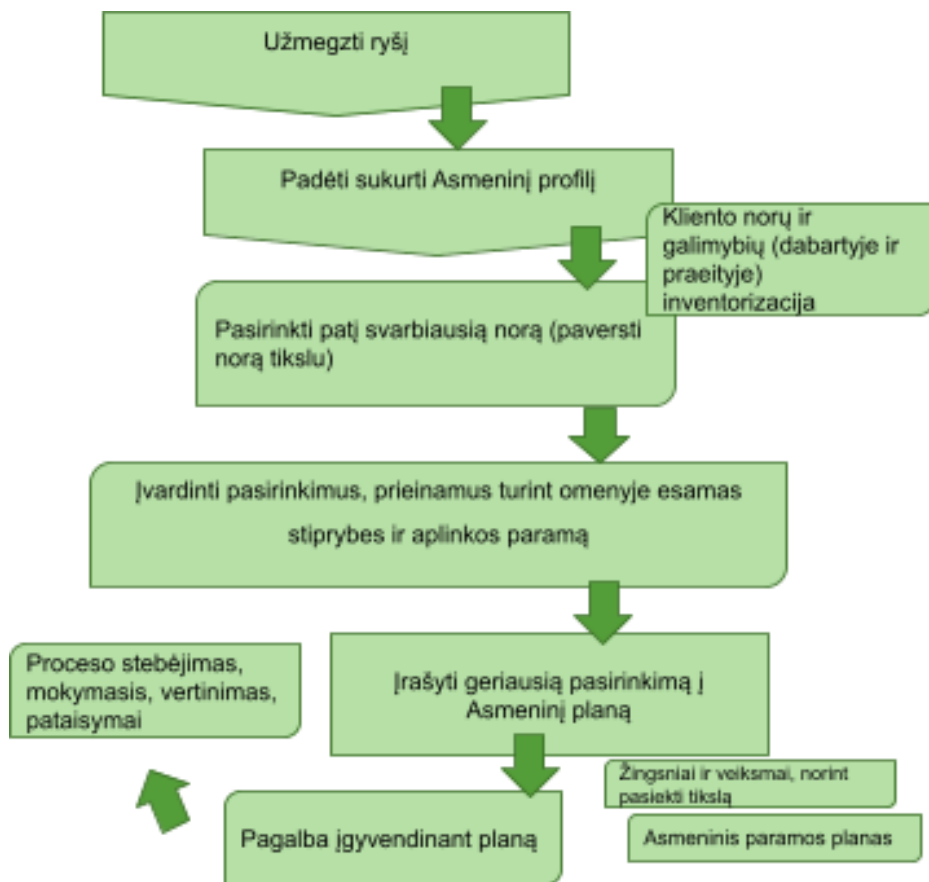 Užmegzti ryšį
Padėti sukurti Asmeninį profilį
Kliento norų ir
galimybių (dabartyje ir
praeityje)
inventorizacija
Pasirinkti patį svarbiausią norą (paversti
norą tikslu)
Įvardinti pasirinkimus, prieinamus turint omenyje esamas
stiprybes ir aplinkos paramą
Įrašyti geriausią pasirinkimą į
Asmeninį planą
Proceso stebėjimas,
mokymasis, vertinimas,
pataisymai
Žingsniai ir veiksmai, norint
pasiekti tikslą
Pagalba įgyvendinant planą
Asmeninis paramos planas